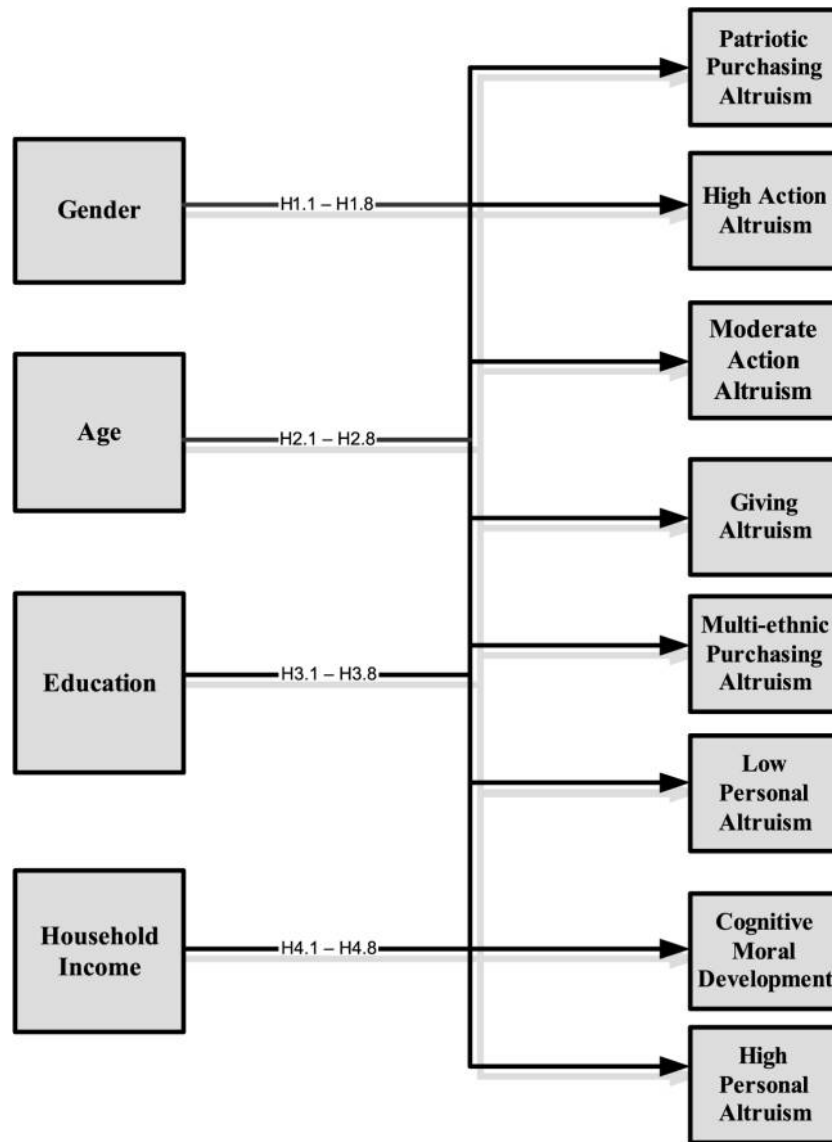 Patriotic
Purchasing
Altruism
Gender
H1.1 – H1.8
High Action
Altruism
Moderate
Action
Altruism
Age
H2.1 – H2.8
Giving
Altruism
Education
H3.1 – H3.8
Multi-ethnic
Purchasing
Altruism
Low
Personal
Altruism
Household
Income
H4.1 – H4.8
Cognitive
Moral
Development
High
Personal
Altruism